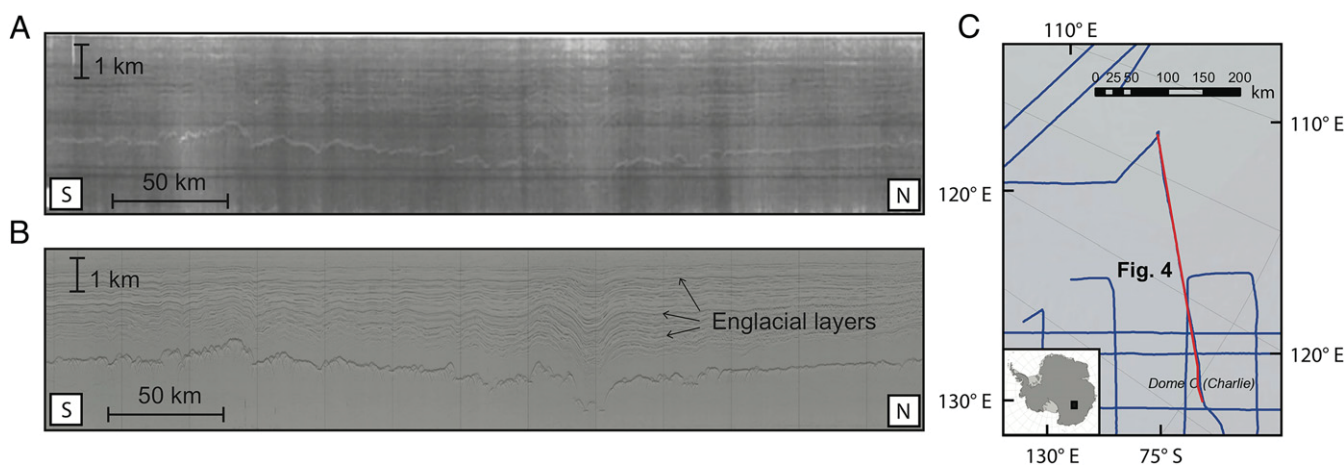 A
1 km
50 km
S
N
B
1 km
Englacial layers
50 km
S
N
C
110° E
0 25 50 100 150 200
km
110° E
120° E
Fig. 4
120° E
Dome C (Charlie)
130° E
130° E
75° S